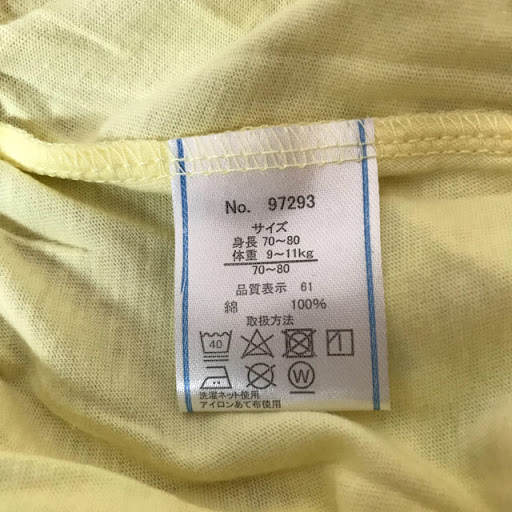 No. 97293
サイズ
身長 70～80
体重 9～11kg
70～80
品質表示 61
綿 100%
取扱方法
40
W
洗濯ネット使用
アイロンあて布使用